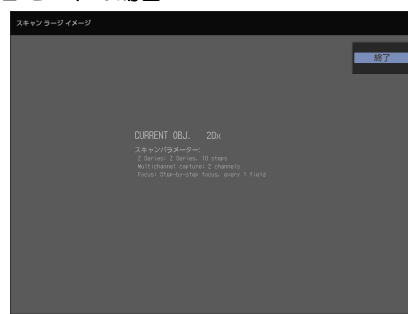 スキャン ラージ イメージ
終了
CURRENT OBJ. 20x
スキャンパラメーター:
Z Series: Z Series, 10 steps
Multichannel capture: 2 channels
Focus: Step-by-step focus, every 1 field